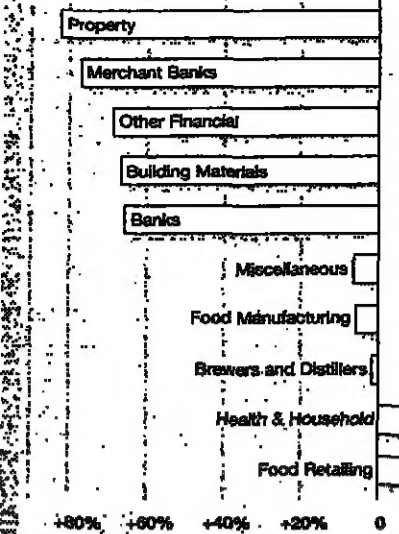 Property
Merchant Banks
Other Financial
Building Materials
Banks
Miscellaneous
Food Manufacturing
Brewers and Distillers
Health & Household
Food Retailing
+80% +60% +40% +20% 0